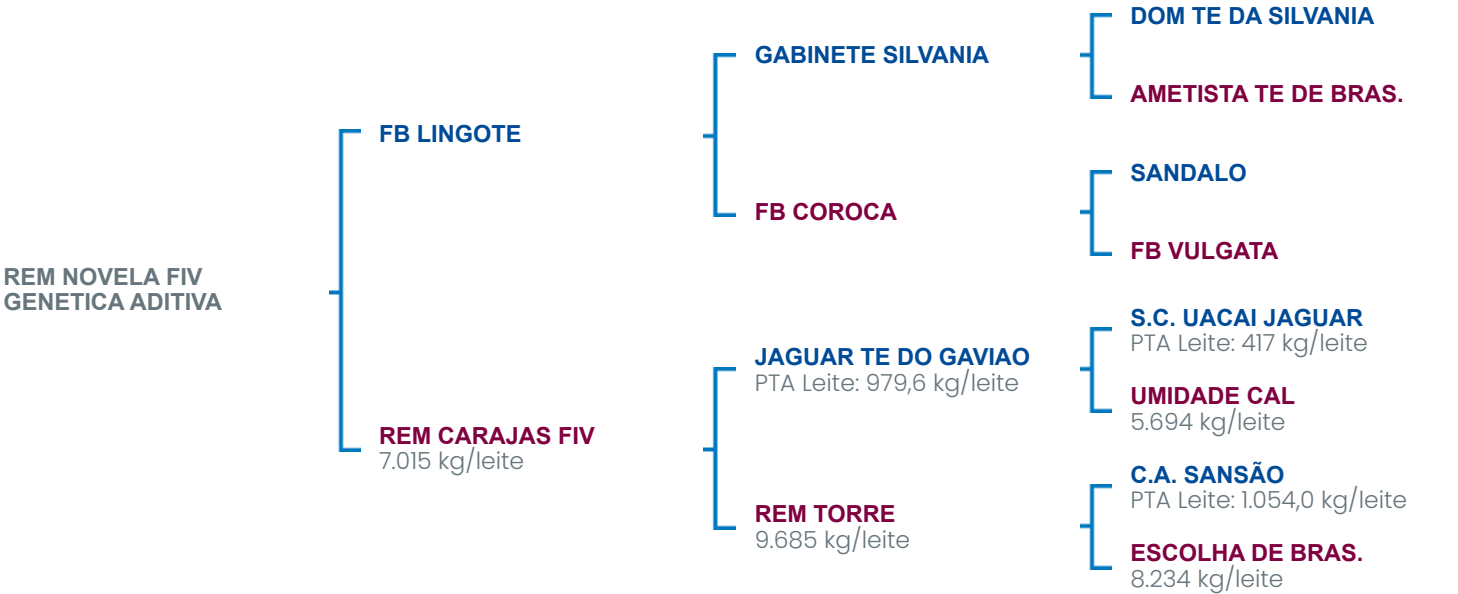 REM NOVELA FIV
GENETICA ADITIVA
FB LINGOTE
REM CARAJAS FIV
7.015 kg/leite
GABINETE SILVANIA
FB COROCA
JAGUAR TE DO GAVIAO
PTA Leite: 979,6 kg/leite
REM TORRE
9.685 kg/leite
DOM TE DA SILVANIA
AMETISTA TE DE BRAS.
SANDALO
FB VULGATA
S.C. UACAI JAGUAR
PTA Leite: 417 kg/leite
UMIDADE CAL
5.694 kg/leite
C.A. SANSÃO
PTA Leite: 1.054,0 kg/leite
ESCOLHA DE BRAS.
8.234 kg/leite